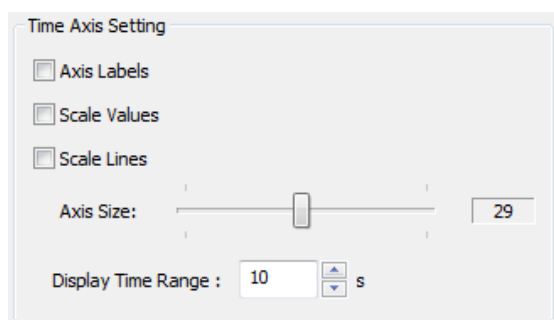 Time Axis Setting
Axis Labels
Scale Values
Scale Lines
Axis Size: 29
Display Time Range : 10 s